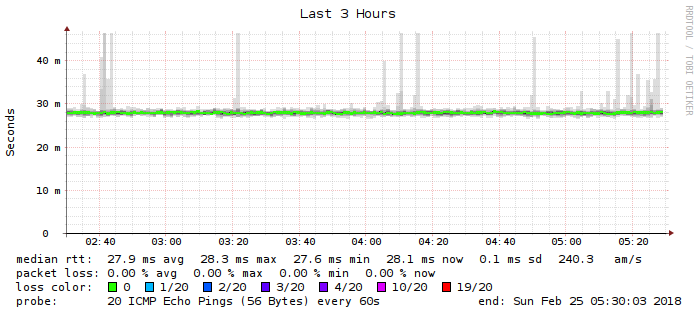 Last 3 Hours
RRDTOOL / TOBI OETIKER
Seconds
40 m
30 m
20 m
10 m
0
02:40 03:00 03:20 03:40 04:00 04:20 04:40 05:00 05:20
median rtt: 27.9 ms avg 28.3 ms max 27.6 ms min 28.1 ms now 0.1 ms sd 240.3 am/s
packet loss: 0.00 % avg 0.00 % max 0.00 % min 0.00 % now
loss color: 0 1/20 2/20 3/20 4/20 10/20 19/20
probe: 20 ICMP Echo Pings (56 Bytes) every 60s end: Sun Feb 25 05:30:03 2018